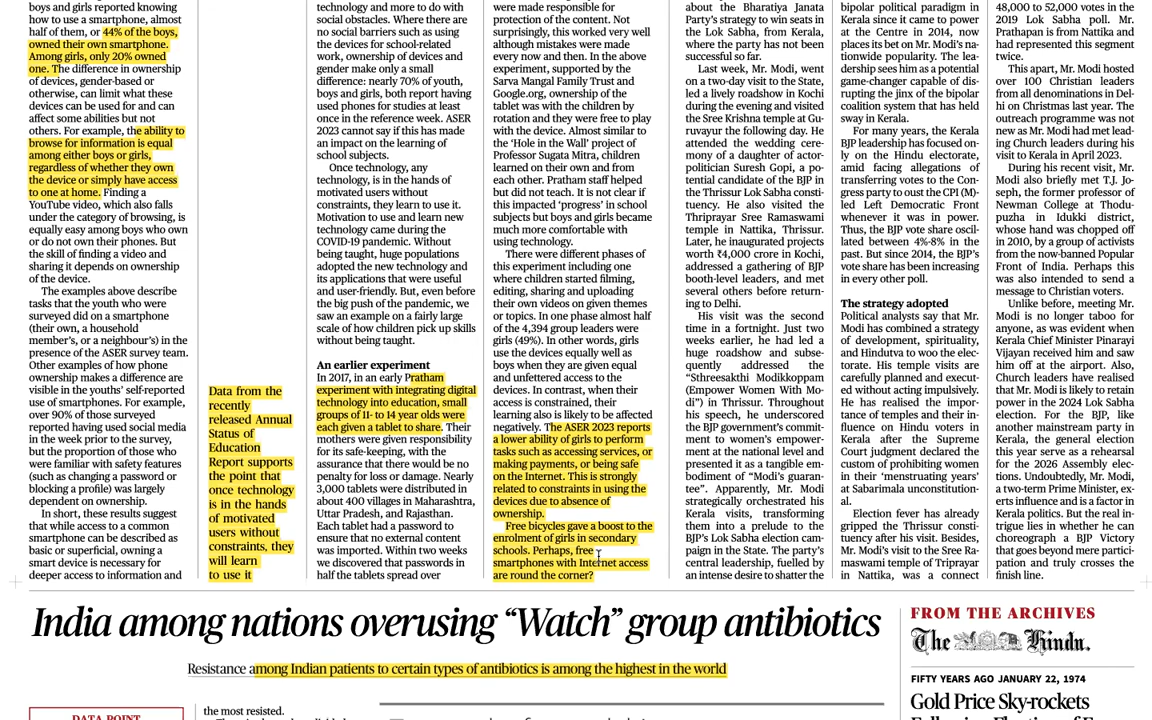 boys and girls reported knowing
how to use a smartphone, almost
half of them, or 44% of the boys,
owned their own smartphone.
Among girls, only 20% owned
one. The difference in ownership
of devices, gender-based or
otherwise, can limit what these
devices can be used for and can
affect some abilities but not
others. For example, the ability to
browse for information is equal
among either boys or girls,
regardless of whether they own
the device or simply have access
to one at home. Finding a
YouTube video, which also falls
under the category of browsing, is
equally easy among boys who own
or do not own their phones. But
the skill of finding a video and
sharing it depends on ownership
of the device.
The examples above describe
tasks that the youth who were
surveyed did on a smartphone
(their own, a household
member's, or a neighbour's) in the
presence of the ASER survey team.
Other examples of how phone
ownership makes a difference are
visible in the youths' self-reported
use of smartphones. For example,
over 90% of those surveyed
reported having used social media
in the week prior to the survey,
but the proportion of those who
were familiar with safety features
(such as changing a password or
blocking a profile) was largely
dependent on ownership.
In short, these results suggest
that while access to a common
smartphone can be described as
basic or superficial, owning a
smart device is necessary for
deeper access to information and
Data from the
recently
released Annual
Status of
Education
Report supports
the point that
once technology
is in the hands
of motivated
users without
constraints, they
will learn
to use it
technology and more to do with
social obstacles. Where there are
no social barriers such as using
the devices for school-related
work, ownership of devices and
gender make only a small
difference: nearly 70% of youth,
boys and girls, both report having
used phones for studies at least
once in the reference week. ASER
2023 cannot say if this has made
an impact on the learning of
school subjects.
Once technology, any
technology, is in the hands of
motivated users without
constraints, they learn to use it.
Motivation to use and learn new
technology came during the
COVID-19 pandemic. Without
being taught, huge populations
adopted the new technology and
its applications that were useful
and user-friendly. But, even before
the big push of the pandemic, we
saw an example on a fairly large
scale of how children pick up skills
without being taught.
An earlier experiment
In 2017, in an early Pratham
experiment with integrating digital
technology into education, small
groups of 11- to 14 year olds were
each given a tablet to share. Their
mothers were given responsibility
for its safe-keeping, with the
assurance that there would be no
penalty for loss or damage. Nearly
3,000 tablets were distributed in
about 400 villages in Maharashtra,
Uttar Pradesh, and Rajasthan.
Each tablet had a password to
ensure that no external content
was imported. Within two weeks
we discovered that passwords in
half the tablets spread over
were made responsible for
protection of the content. Not
surprisingly, this worked very well
although mistakes were made
every now and then. In the above
experiment, supported by the
Sarva Mangal Family Trust and
Google.org, ownership of the
tablet was with the children by
rotation and they were free to play
with the device. Almost similar to
the 'Hole in the Wall' project of
Professor Sugata Mitra, children
learned on their own and from
each other. Pratham staff helped
but did not teach. It is not clear if
this impacted 'progress' in school
subjects but boys and girls became
much more comfortable with
using technology.
There were different phases of
this experiment including one
where children started filming,
editing, sharing and uploading
their own videos on given themes
or topics. In one phase almost half
of the 4,394 group leaders were
girls (49%). In other words, girls
use the devices equally well as
boys when they are given equal
and unfettered access to the
devices. In contrast, when their
access is constrained, their
learning also is likely to be affected
negatively. The ASER 2023 reports
a lower ability of girls to perform
tasks such as accessing services, or
making payments, or being safe
on the Internet. This is strongly
related to constraints in using the
devices due to absence of
ownership.
Free bicycles gave a boost to the
enrolment of girls in secondary
schools. Perhaps, free
smartphones with Internet access
are round the corner?
about the Bharatiya Janata
Party's strategy to win seats in
the Lok Sabha, from Kerala,
where the party has not been
successful so far.
Last week, Mr. Modi, went
on a two-day visit to the State,
led a lively roadshow in Kochi
during the evening and visited
the Sree Krishna temple at Gu-
ruvayur the following day. He
attended the wedding cere-
mony of a daughter of actor-
politician Suresh Gopi, a po-
tential candidate of the BJP in
the Thrissur Lok Sabha consti-
tuency. He also visited the
Thriprayar Sree Ramaswami
temple in Nattika, Thrissur.
Later, he inaugurated projects
worth ₹4,000 crore in Kochi,
addressed a gathering of BJP
booth-level leaders, and met
several others before return-
ing to Delhi.
His visit was the second
time in a fortnight. Just two
weeks earlier, he had led a
huge roadshow and subse-
quently addressed the
"Sthreesakthi Modikkoppam
(Empower Women With Mo-
di") in Thrissur. Throughout
his speech, he underscored
the BJP government's commit-
ment to women's empower-
ment at the national level and
presented it as a tangible em-
bodiment of "Modi's guaran-
tee". Apparently, Mr. Modi
strategically orchestrated his
Kerala visits, transforming
them into a prelude to the
BJP's Lok Sabha election cam-
paign in the State. The party's
central leadership, fuelled by
an intense desire to shatter the
bipolar political paradigm in
Kerala since it came to power
at the Centre in 2014, now
places its bet on Mr. Modi's na-
tionwide popularity. The lea-
dership sees him as a potential
game-changer capable of dis-
rupting the jinx of the bipolar
coalition system that has held
sway in Kerala.
For many years, the Kerala
BJP leadership has focused on-
ly on the Hindu electorate,
amid facing allegations of
transferring votes to the Con-
gress party to oust the CPI (M)-
led Left Democratic Front
whenever it was in power.
Thus, the BJP vote share oscil-
lated between 4%-8% in the
past. But since 2014, the BJP's
vote share has been increasing
in every other poll.
The strategy adopted
Political analysts say that Mr.
Modi has combined a strategy
of development, spirituality,
and Hindutva to woo the elec-
torate. His temple visits are
carefully planned and execut-
ed without acting impulsively.
He has realised the impor-
tance of temples and their in-
fluence on Hindu voters in
Kerala after the Supreme
Court judgment declared the
custom of prohibiting women
in their 'menstruating years'
at Sabarimala unconstitution-
al.
Election fever has already
gripped the Thrissur consti-
tuency after his visit. Besides,
Mr. Modi's visit to the Sree Ra-
maswami temple of Triprayar
in Nattika, was a connect
48,000 to 52,000 votes in the
2019 Lok Sabha poll. Mr.
Prathapan is from Nattika and
had represented this segment
twice.
This apart, Mr. Modi hosted
over 100 Christian leaders
from all denominations in Del-
hi on Christmas last year. The
outreach programme was not
new as Mr. Modi had met lead-
ing Church leaders during his
visit to Kerala in April 2023.
During his recent visit, Mr.
Modi also briefly met T.J. Jo-
seph, the former professor of
Newman College at Thodu-
puzha in Idukki district,
whose hand was chopped off
in 2010, by a group of activists
from the now-banned Popular
Front of India. Perhaps this
was also intended to send a
message to Christian voters.
Unlike before, meeting Mr.
Modi is no longer taboo for
anyone, as was evident when
Kerala Chief Minister Pinarayi
Vijayan received him and saw
him off at the airport. Also,
Church leaders have realised
that Mr. Modi is likely to retain
power in the 2024 Lok Sabha
election. For the BJP, like
another mainstream party in
Kerala, the general election
this year serve as a rehearsal
for the 2026 Assembly elec-
tions. Undoubtedly, Mr. Modi,
a two-term Prime Minister, ex-
erts influence and is a factor in
Kerala politics. But the real in-
trigue lies in whether he can
choreograph a BJP Victory
that goes beyond mere partici-
pation and truly crosses the
finish line.
India among nations overusing "Watch" group antibiotics
Resistance among Indian patients to certain types of antibiotics is among the highest in the world
DATA POINT
the most resisted.
FROM THE ARCHIVES
The Hindu.
FIFTY YEARS AGO JANUARY 22, 1974
Gold Price Sky-rockets